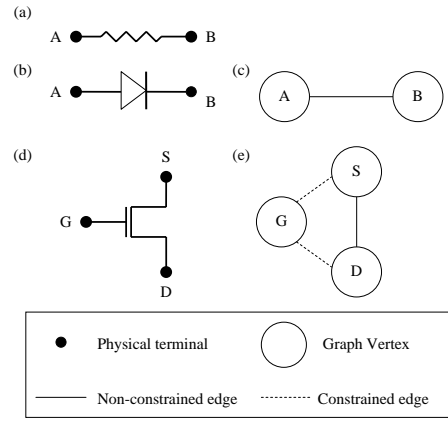 (a)
A
B
(b)
A
B
(c)
A
B
(d)
S
G
D
(e)
S
G
D
Physical terminal
Graph Vertex
Non-constrained edge
Constrained edge